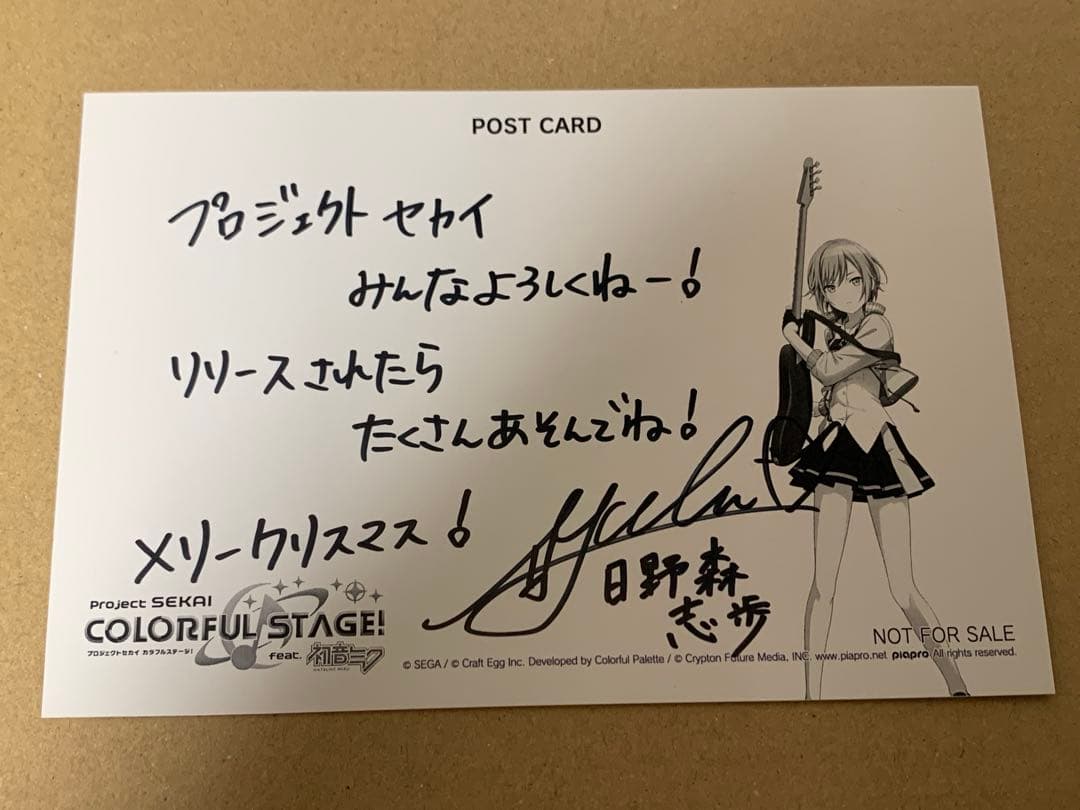 POST CARD
プロジェクト セカイ
みんなよろしくねー!
リリースされたら
たくさんあそんでね!
メリークリスマス!
日野森
志歩
Project SEKAI
COLORFUL STAGE!
プロジェクトセカイ カラフルステージ!
feat. 初音ミク
HATSUNE MIKU
NOT FOR SALE
© SEGA / © Craft Egg Inc. Developed by Colorful Palette / © Crypton Future Media, INC. www.piapro.net piapro All rights reserved.